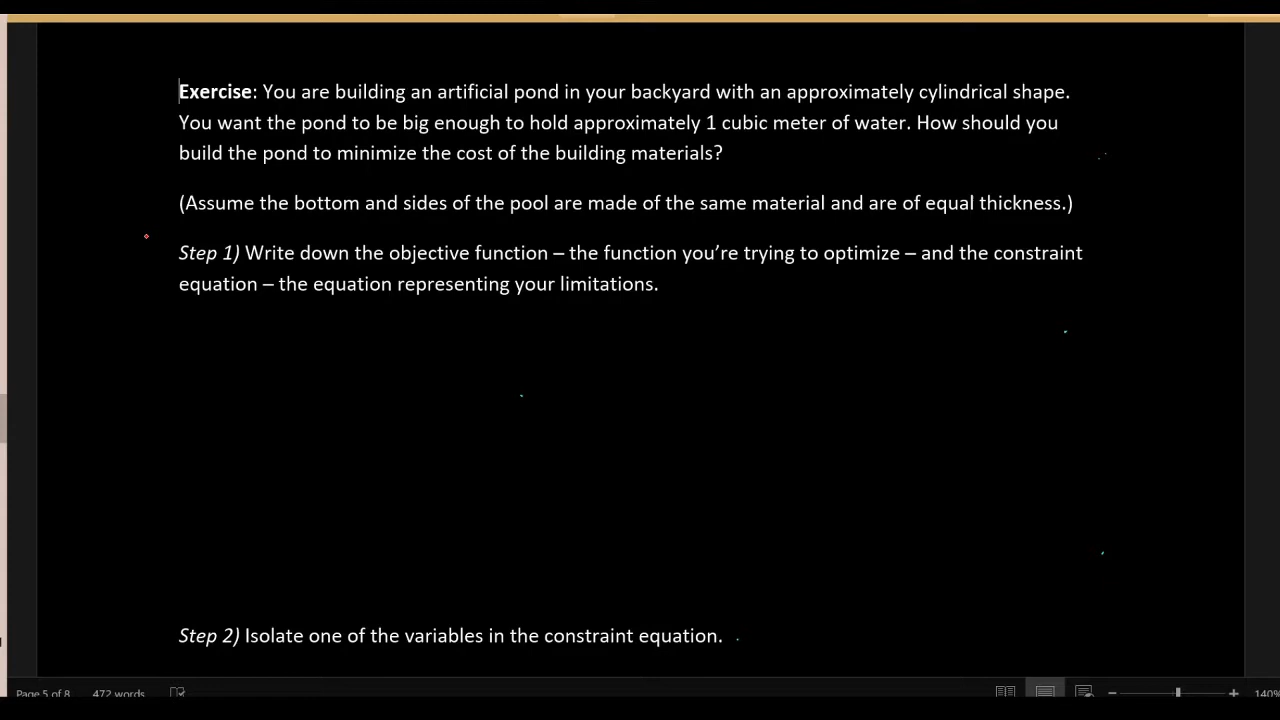 Exercise: You are building an artificial pond in your backyard with an approximately cylindrical shape.
You want the pond to be big enough to hold approximately 1 cubic meter of water. How should you
build the pond to minimize the cost of the building materials?
(Assume the bottom and sides of the pool are made of the same material and are of equal thickness.)
Step 1) Write down the objective function – the function you’re trying to optimize – and the constraint
equation – the equation representing your limitations.
Step 2) Isolate one of the variables in the constraint equation.
Page 5 of 8 472 words 140%